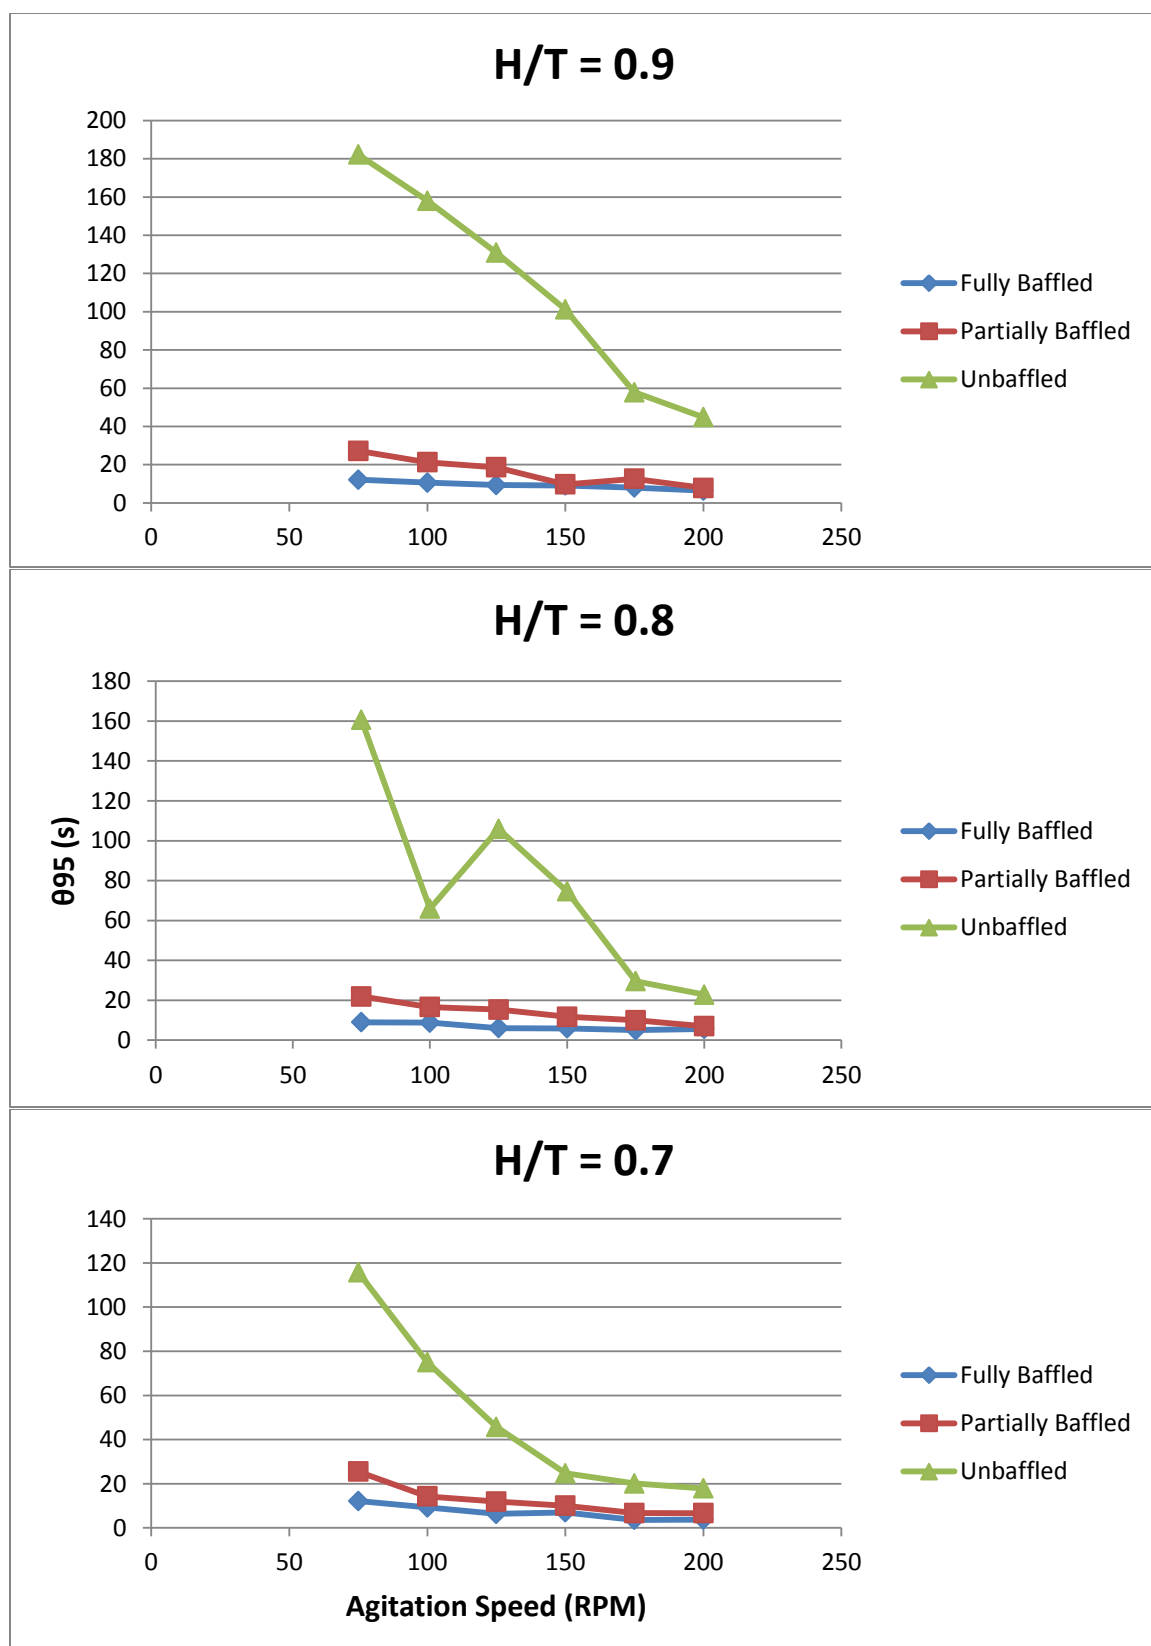 H/T = 0.9
200
180
160
140
120
100
80
60
40
20
0
0 50 100 150 200 250
Fully Baffled
Partially Baffled
Unbaffled
H/T = 0.8
θ95 (s)
180
160
140
120
100
80
60
40
20
0
0 50 100 150 200 250
Fully Baffled
Partially Baffled
Unbaffled
H/T = 0.7
140
120
100
80
60
40
20
0
0 50 100 150 200 250
Agitation Speed (RPM)
Fully Baffled
Partially Baffled
Unbaffled